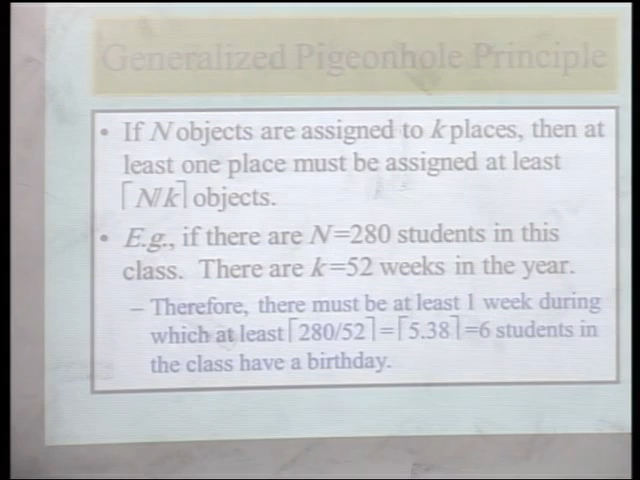 Generalized Pigeonhole Principle
• If N objects are assigned to k places, then at
least one place must be assigned at least
⌈N/k⌉ objects.
• E.g., if there are N=280 students in this
class. There are k=52 weeks in the year.
– Therefore, there must be at least 1 week during
which at least ⌈280/52⌉=⌈5.38⌉=6 students in
the class have a birthday.